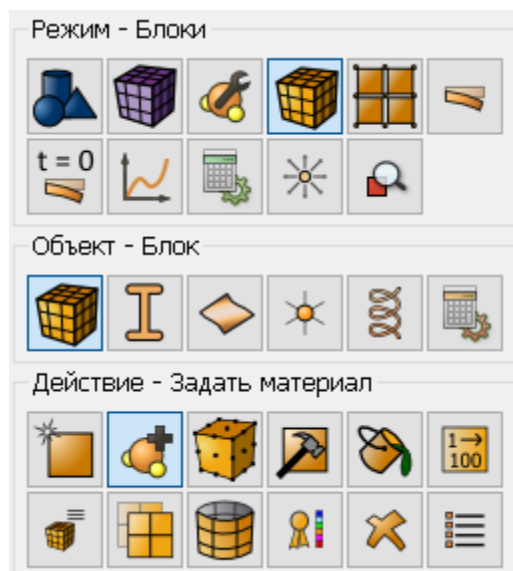 Режим - Блоки
t = 0
Объект - Блок
Действие - Задать материал
1→
100